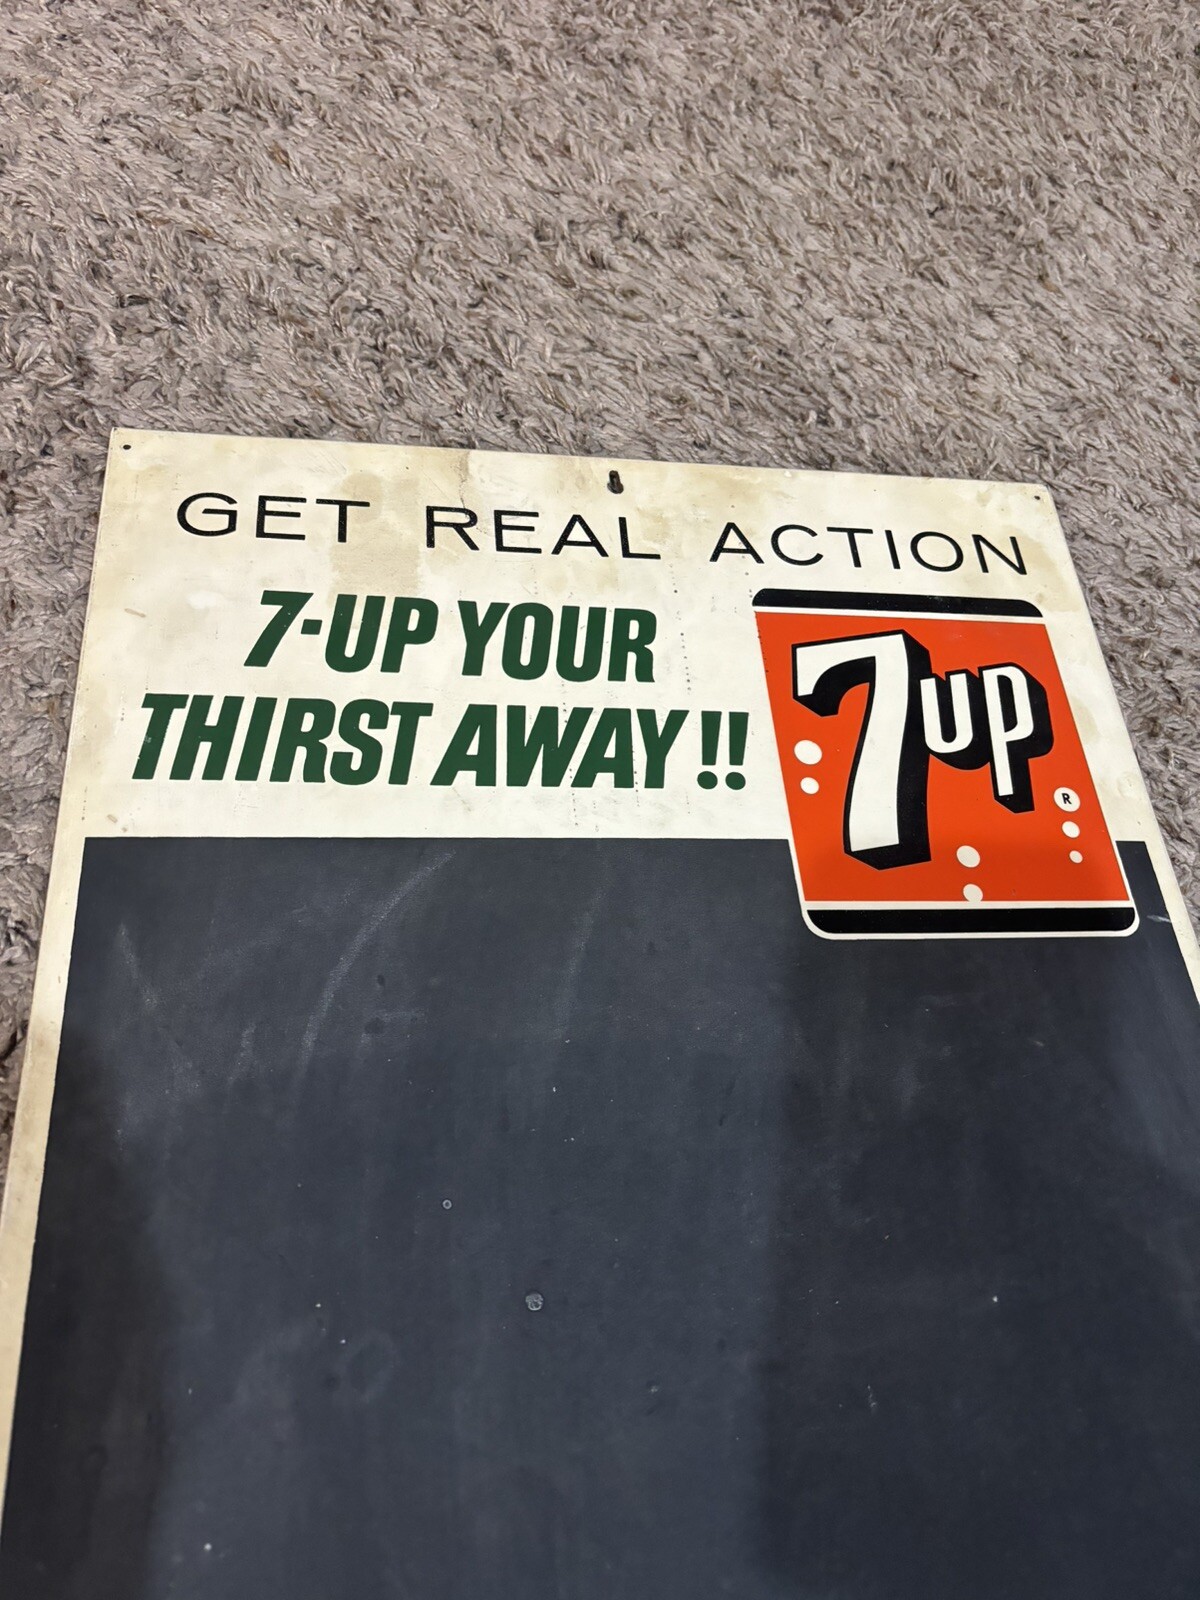 GET REAL ACTION
7-UP YOUR
THIRST AWAY!!
7UP
R